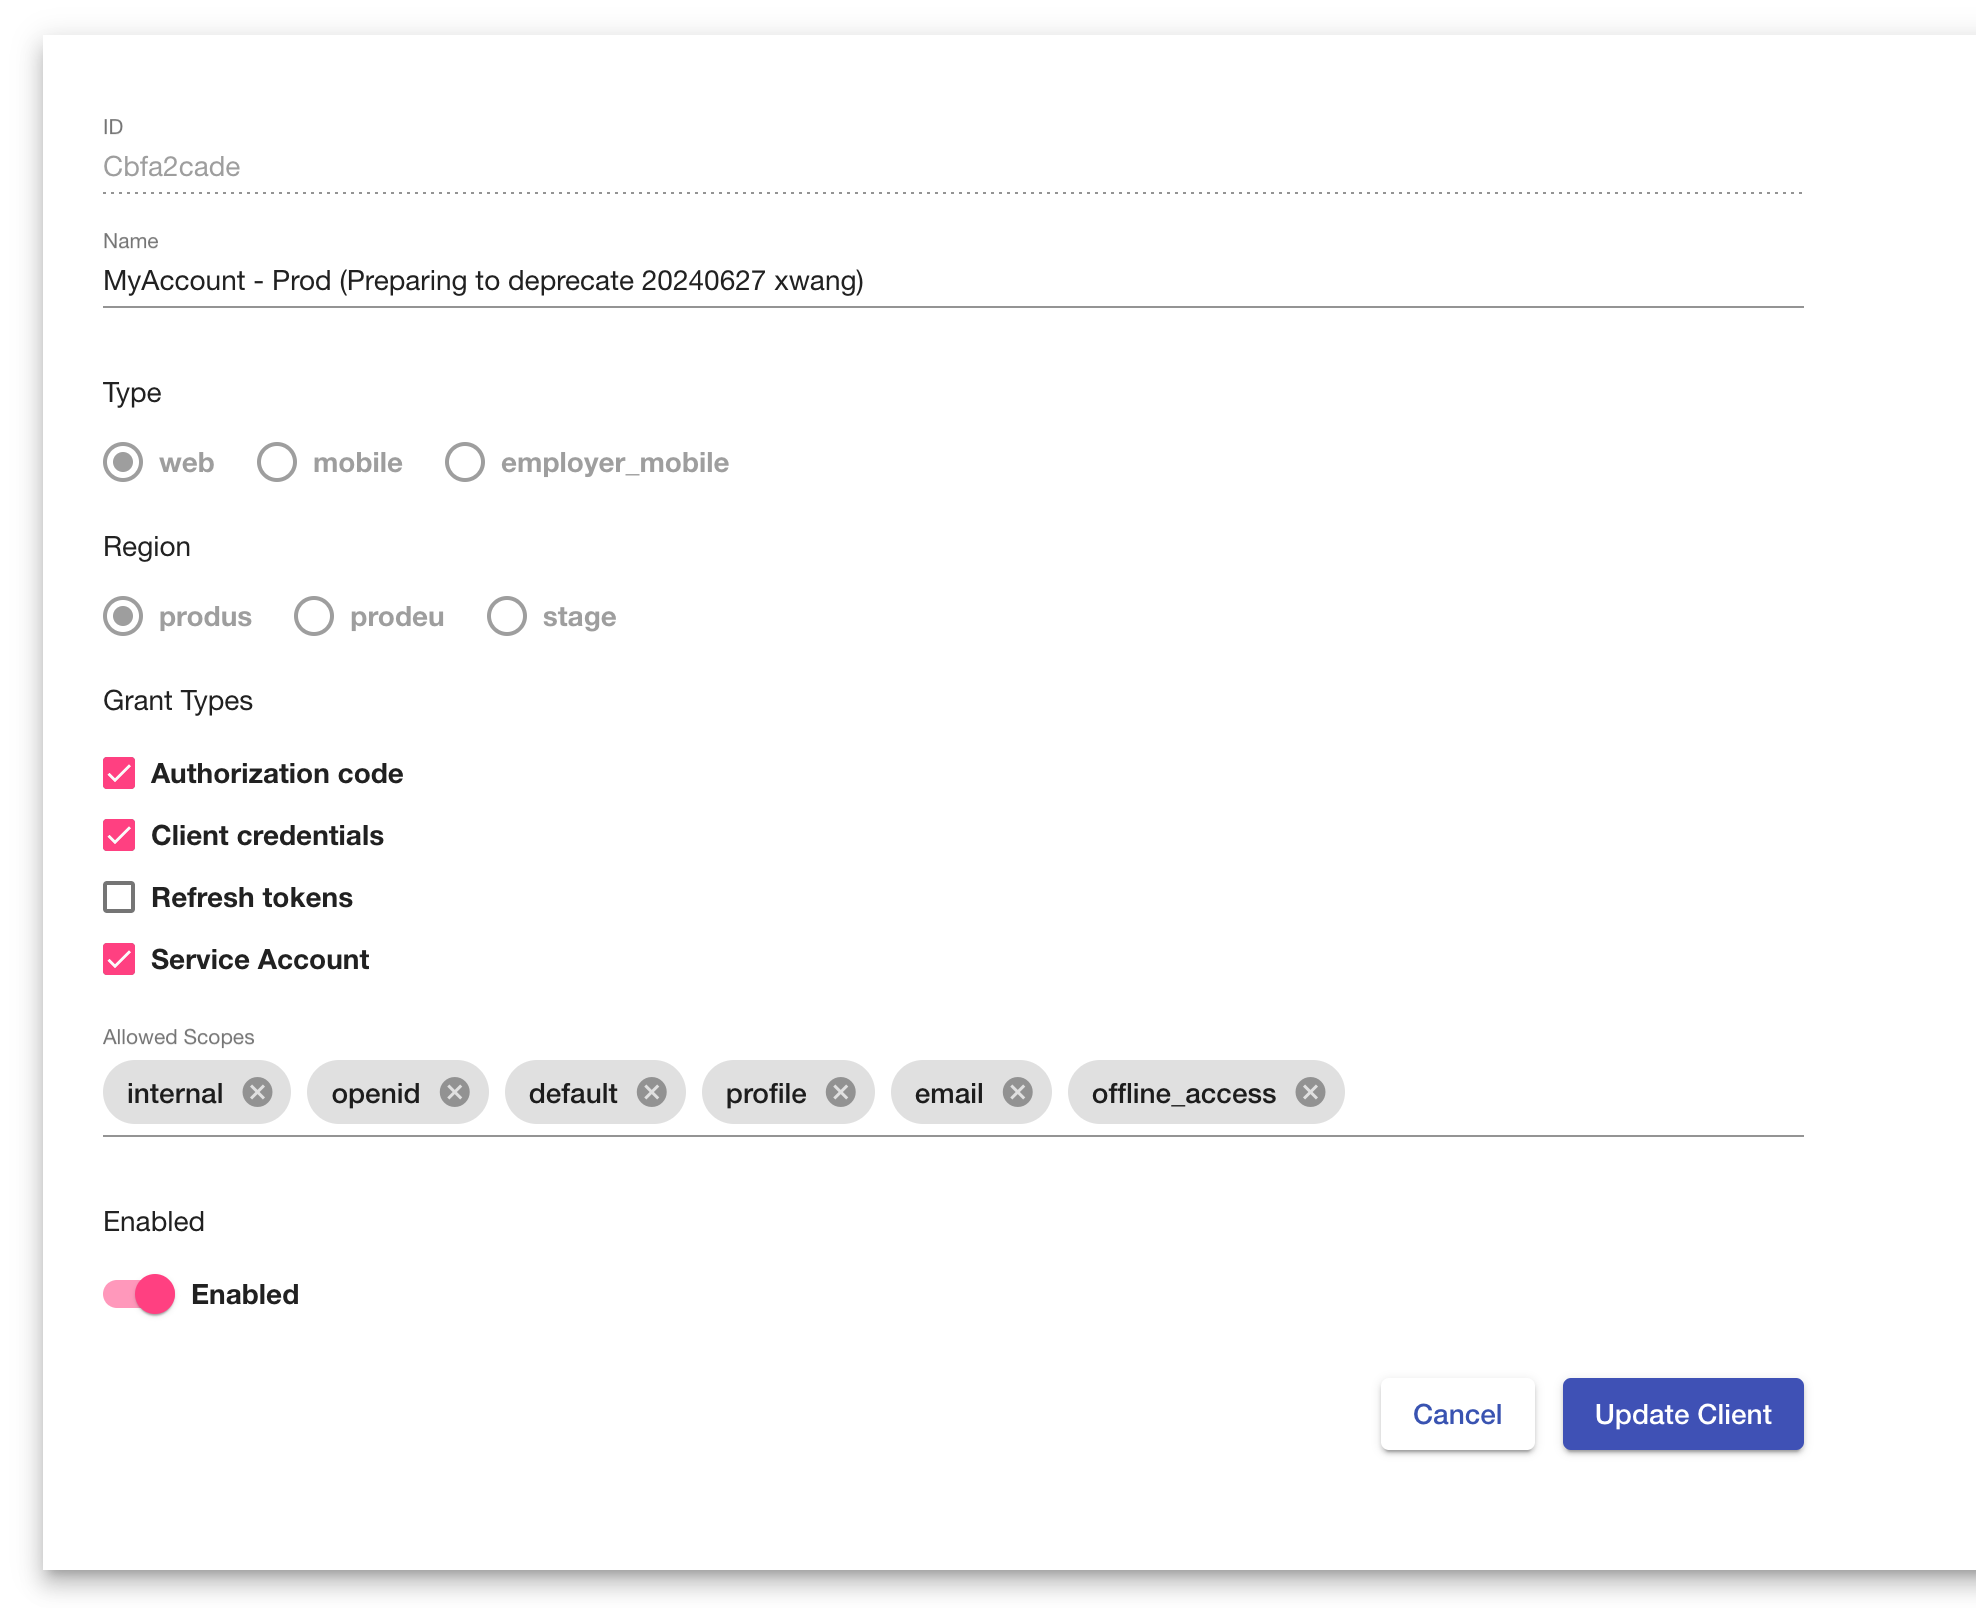 ID
Cbfa2cade
Name
MyAccount - Prod (Preparing to deprecate 20240627 xwang)
Type
web mobile employer_mobile
Region
produs prodeu stage
Grant Types
Authorization code
Client credentials
Refresh tokens
Service Account
Allowed Scopes
internal openid default profile email offline_access
Enabled
Enabled
Cancel Update Client